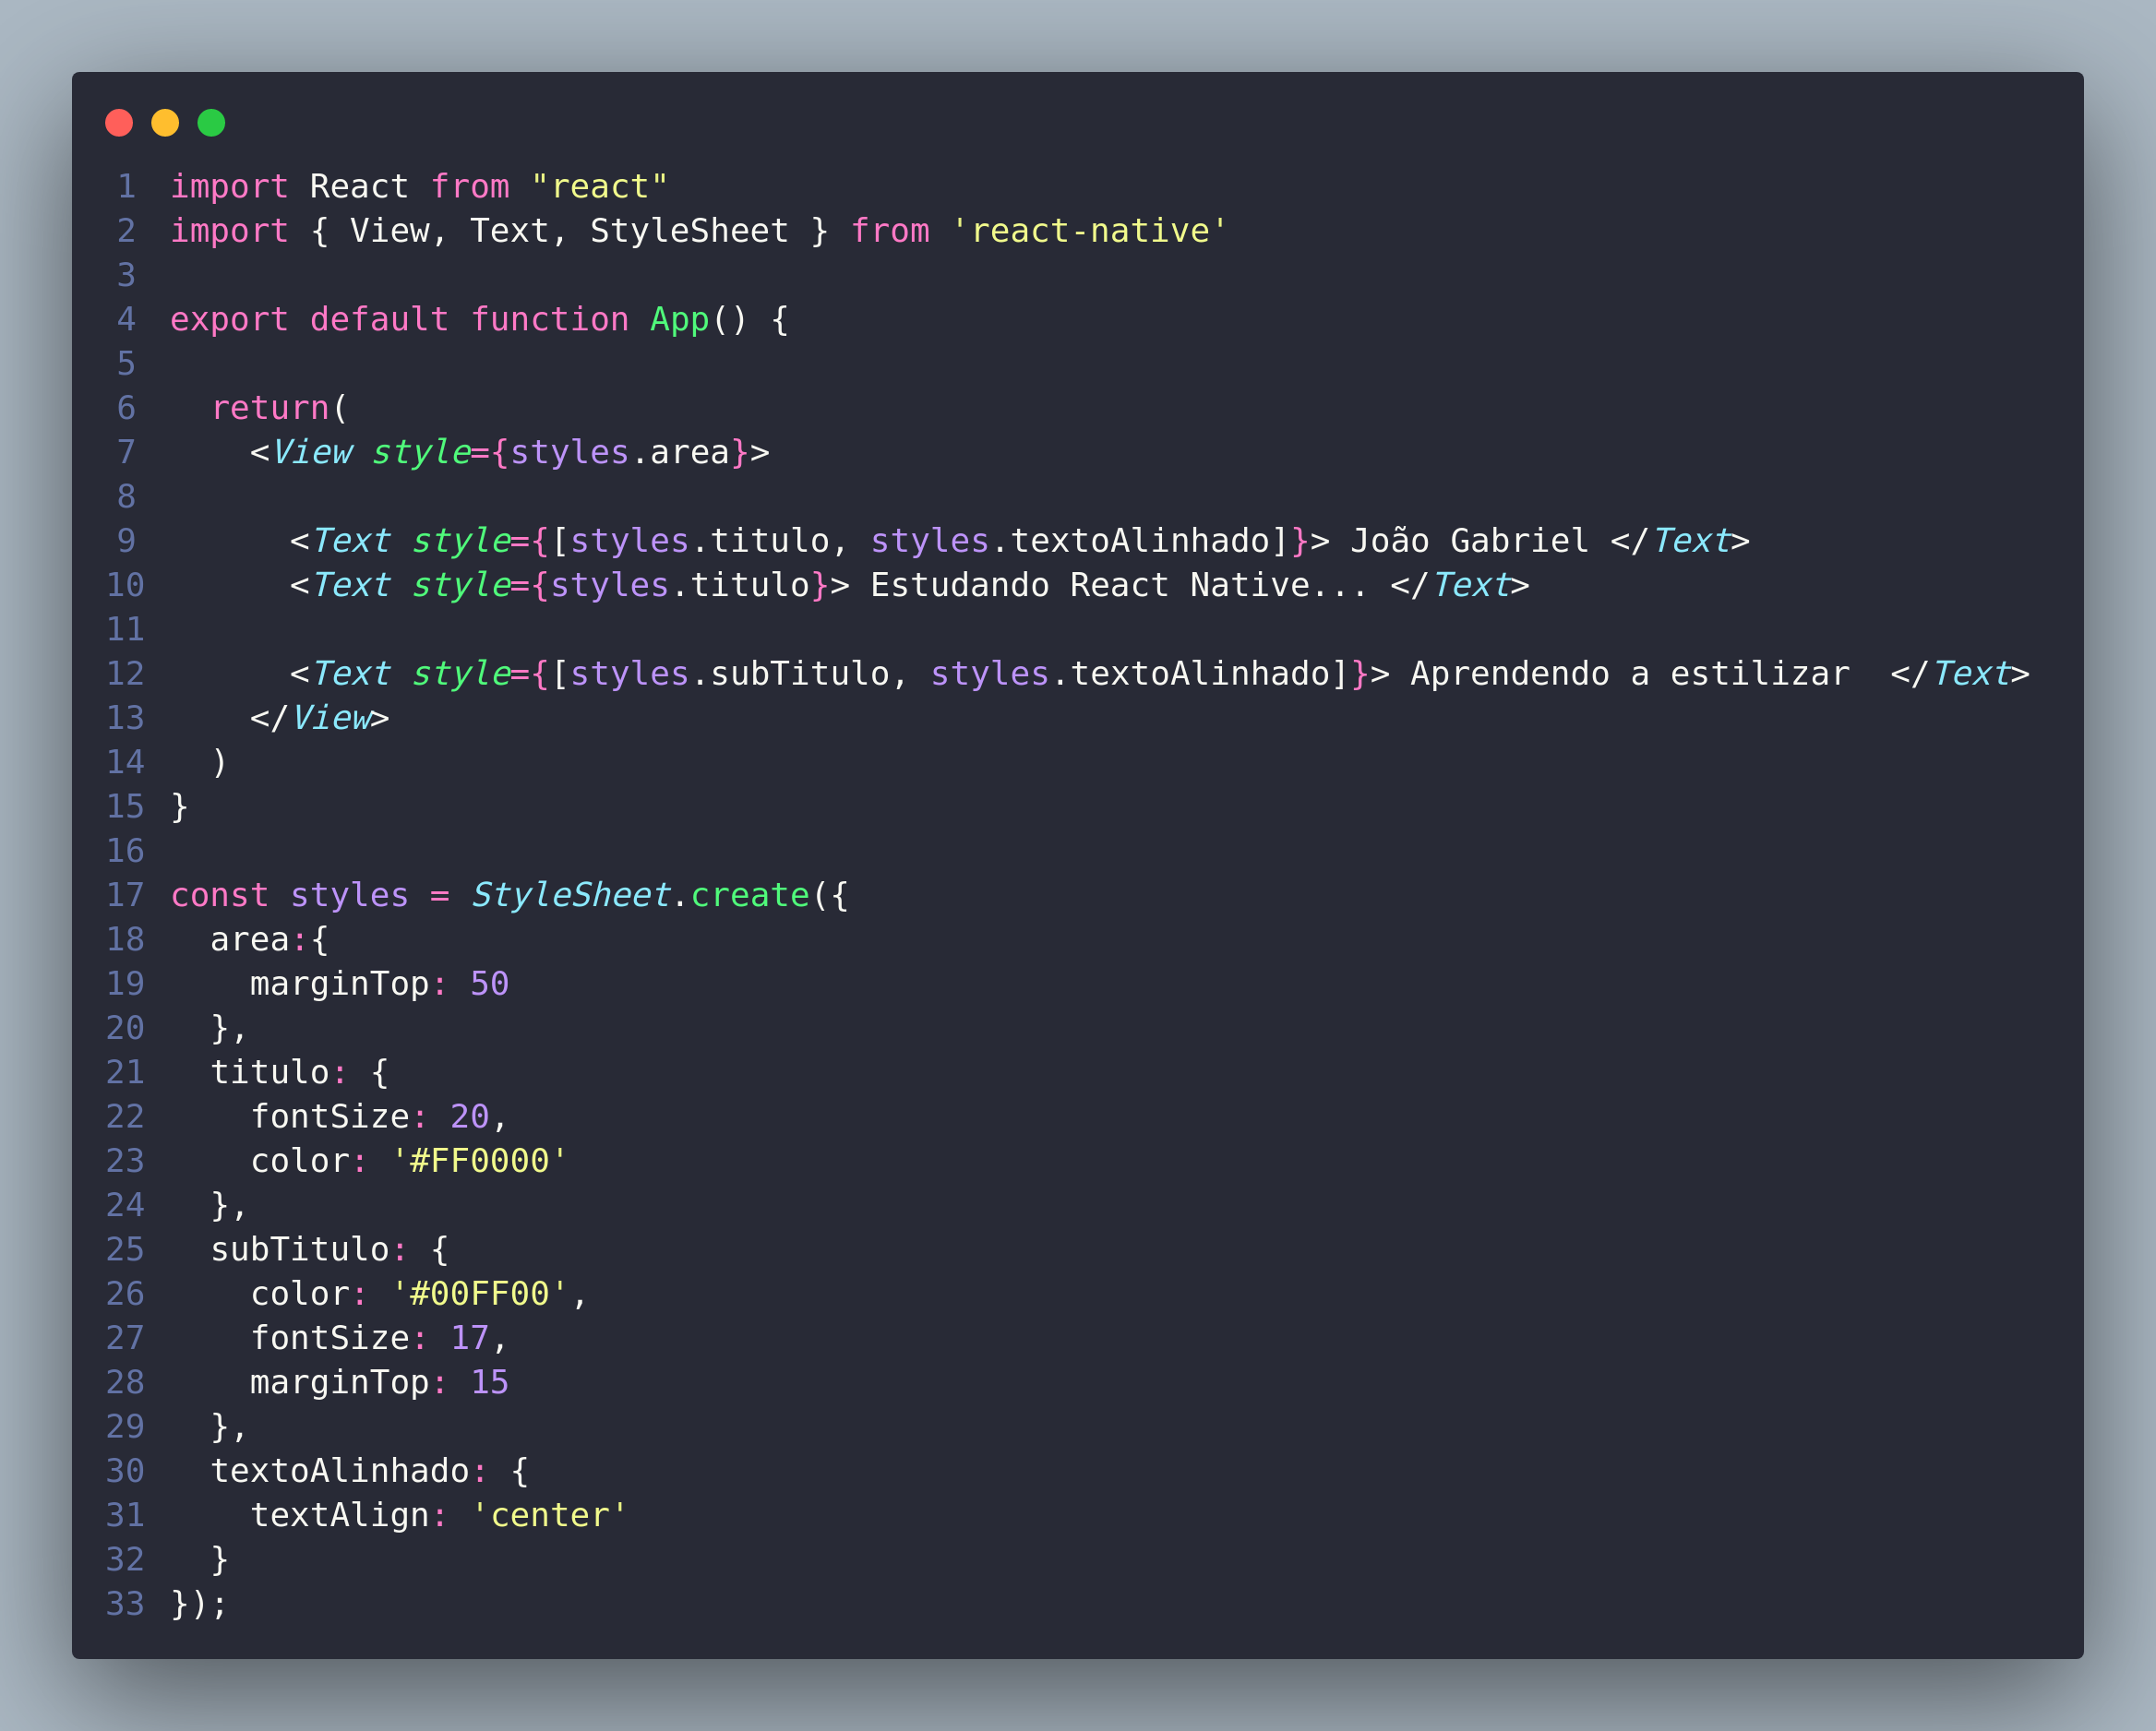 1 import React from "react"
2 import { View, Text, StyleSheet } from 'react-native'
3
4 export default function App() {
5
6   return(
7     <View style={styles.area}>
8
9       <Text style={[styles.titulo, styles.textoAlinhado]}> João Gabriel </Text>
10       <Text style={styles.titulo}> Estudando React Native... </Text>
11
12       <Text style={[styles.subTitulo, styles.textoAlinhado]}> Aprendendo a estilizar  </Text>
13     </View>
14   )
15 }
16
17 const styles = StyleSheet.create({
18   area:{
19     marginTop: 50
20   },
21   titulo: {
22     fontSize: 20,
23     color: '#FF0000'
24   },
25   subTitulo: {
26     color: '#00FF00',
27     fontSize: 17,
28     marginTop: 15
29   },
30   textoAlinhado: {
31     textAlign: 'center'
32   }
33 });